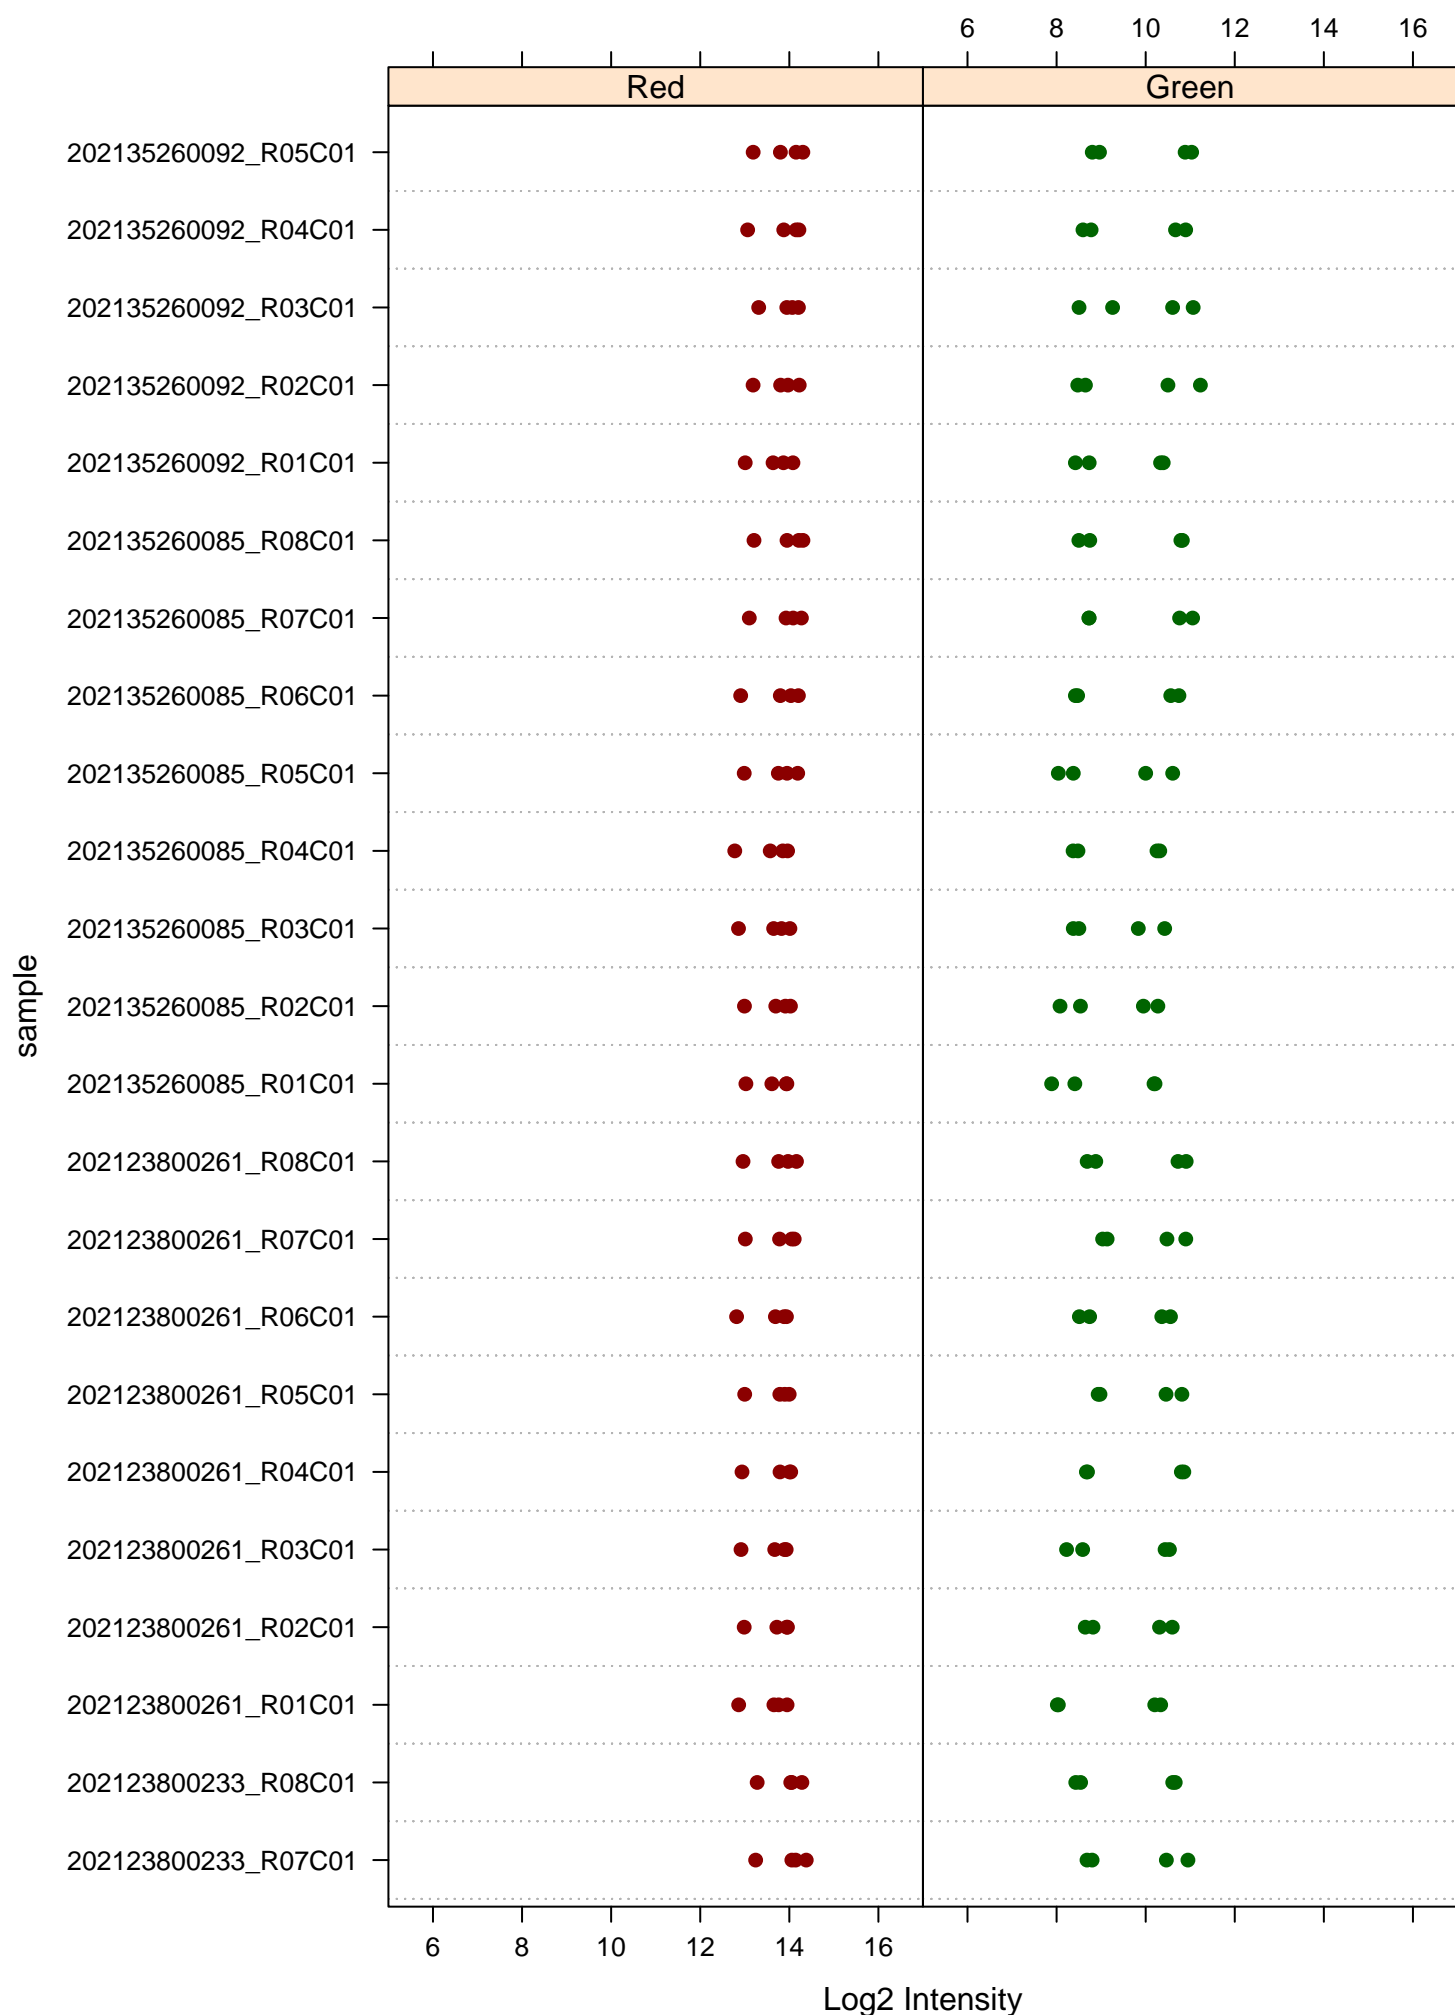 6 8 10 12 14 16
Red Green
202135260092_R05C01
202135260092_R04C01
202135260092_R03C01
202135260092_R02C01
202135260092_R01C01
202135260085_R08C01
202135260085_R07C01
202135260085_R06C01
202135260085_R05C01
202135260085_R04C01
202135260085_R03C01
202135260085_R02C01
202135260085_R01C01
202123800261_R08C01
202123800261_R07C01
202123800261_R06C01
202123800261_R05C01
202123800261_R04C01
202123800261_R03C01
202123800261_R02C01
202123800261_R01C01
202123800233_R08C01
202123800233_R07C01
sample
6 8 10 12 14 16
Log2 Intensity